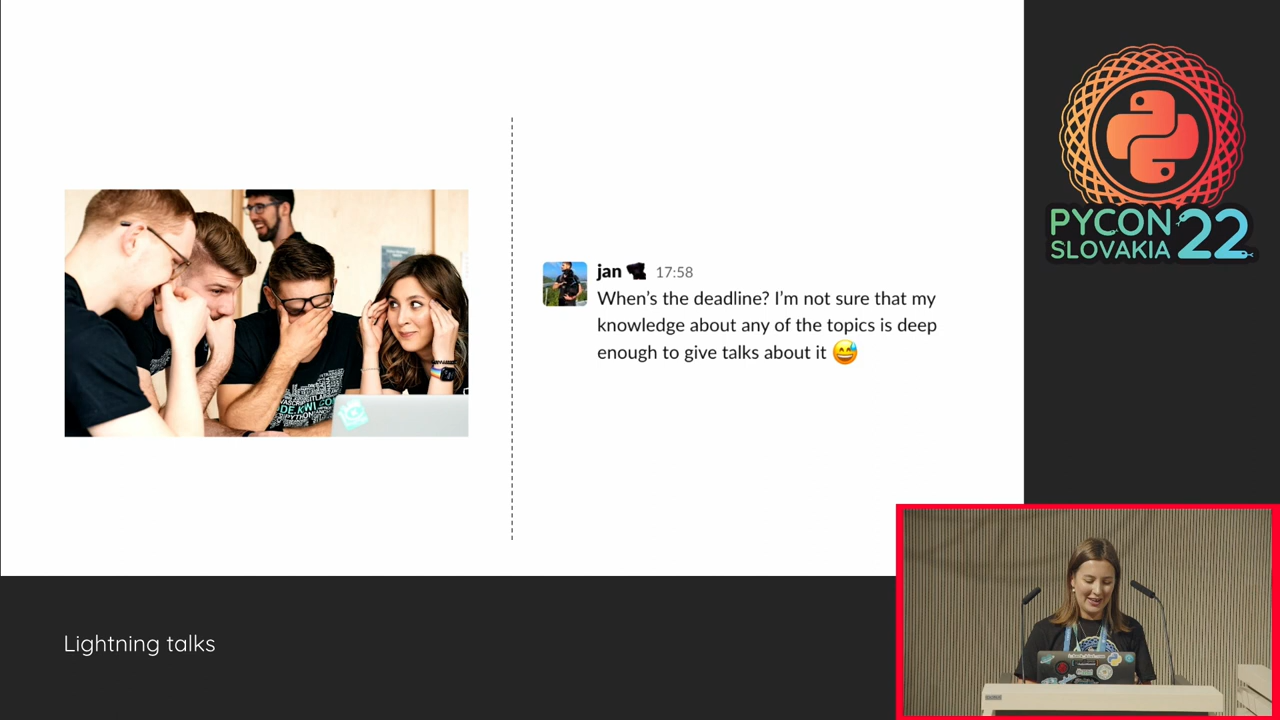 PYCON
SLOVAKIA
22
jan 17:58
When's the deadline? I'm not sure that my
knowledge about any of the topics is deep
enough to give talks about it 😅
Lightning talks